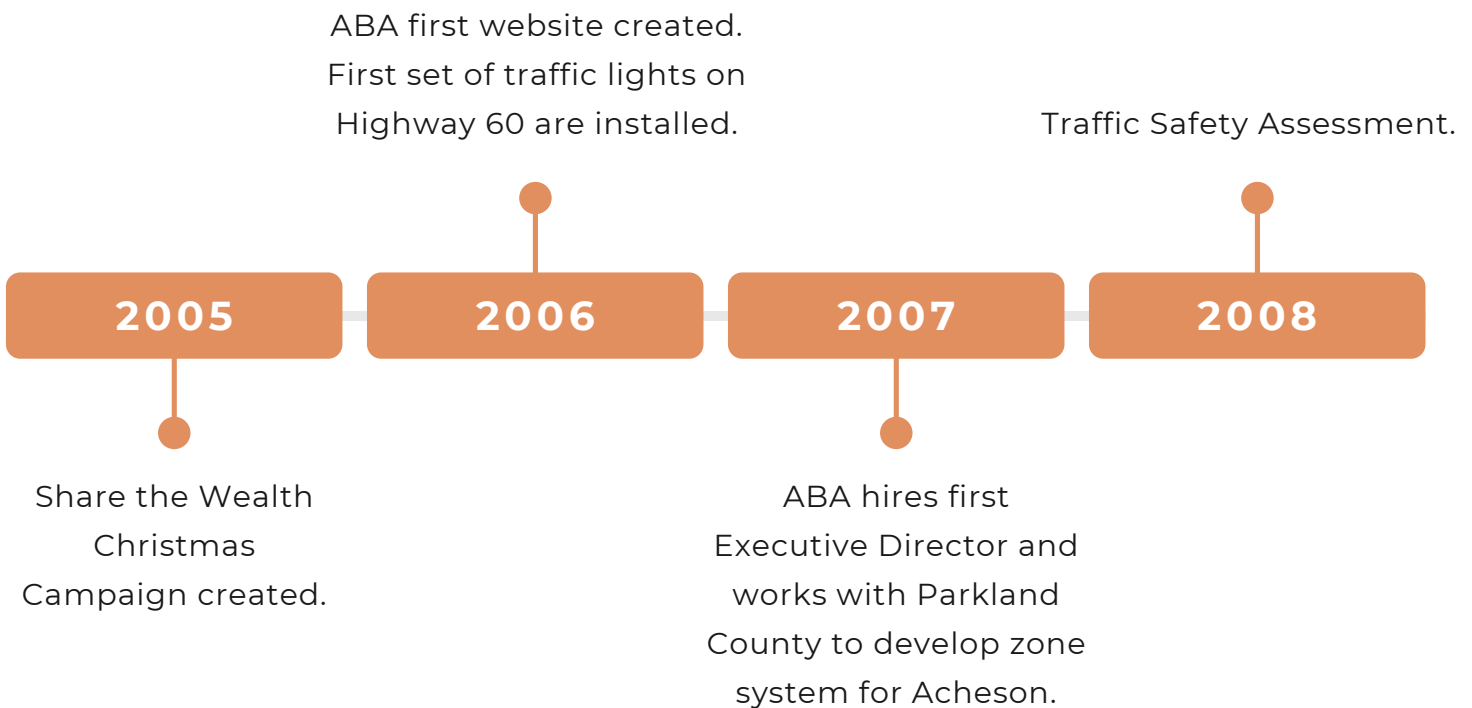 ABA first website created.
First set of traffic lights on
Highway 60 are installed.
Traffic Safety Assessment.
2005
2006
2007
2008
Share the Wealth
Christmas
Campaign created.
ABA hires first
Executive Director and
works with Parkland
County to develop zone
system for Acheson.